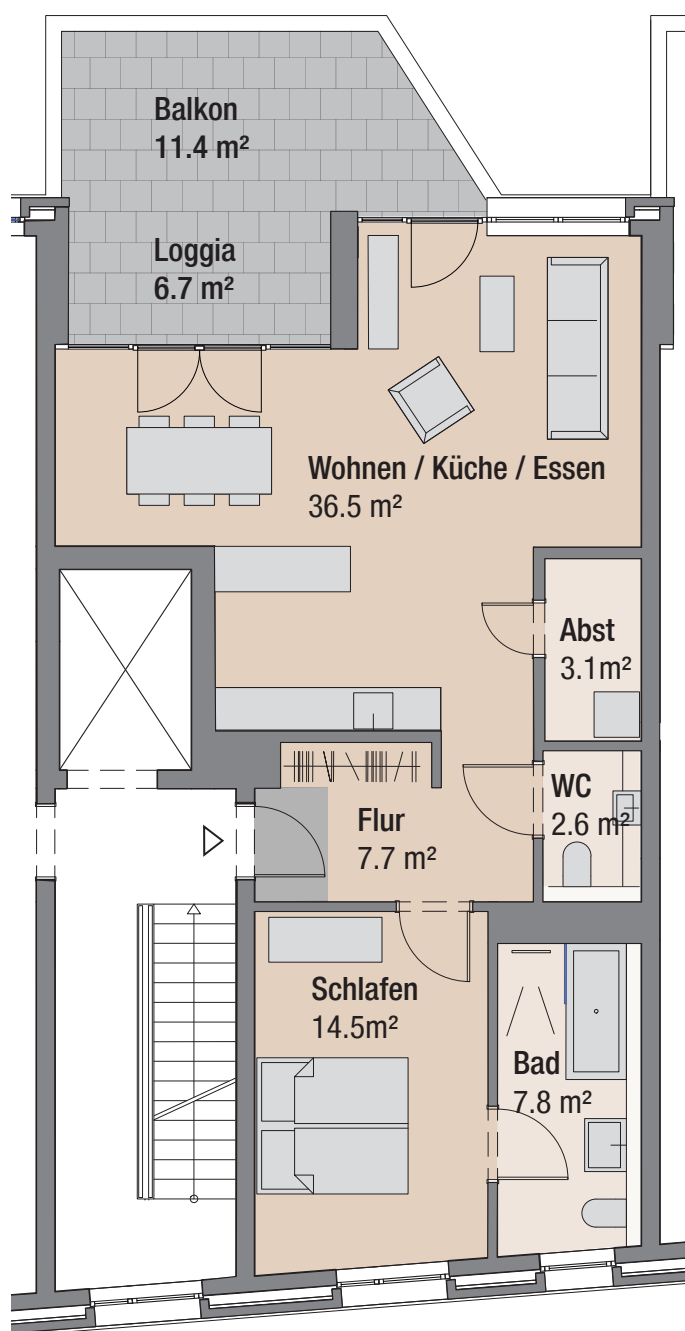 Balkon
11.4 m²
Loggia
6.7 m²
Wohnen / Küche / Essen
36.5 m²
Abst
3.1m²
WC
2.6 m²
Flur
7.7 m²
Schlafen
14.5m²
Bad
7.8 m²